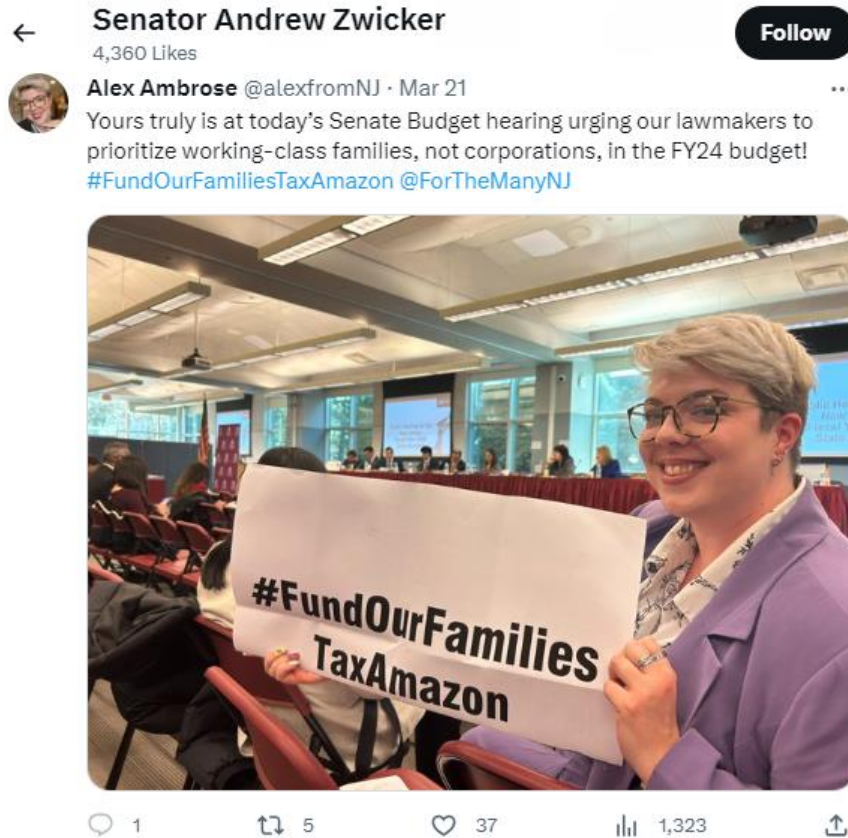 Senator Andrew Zwicker
4,360 Likes
Follow
Alex Ambrose @alexfromNJ · Mar 21
Yours truly is at today's Senate Budget hearing urging our lawmakers to
prioritize working-class families, not corporations, in the FY24 budget!
#FundOurFamiliesTaxAmazon @ForTheManyNJ
#FundOurFamilies
TaxAmazon
1
5
37
1,323